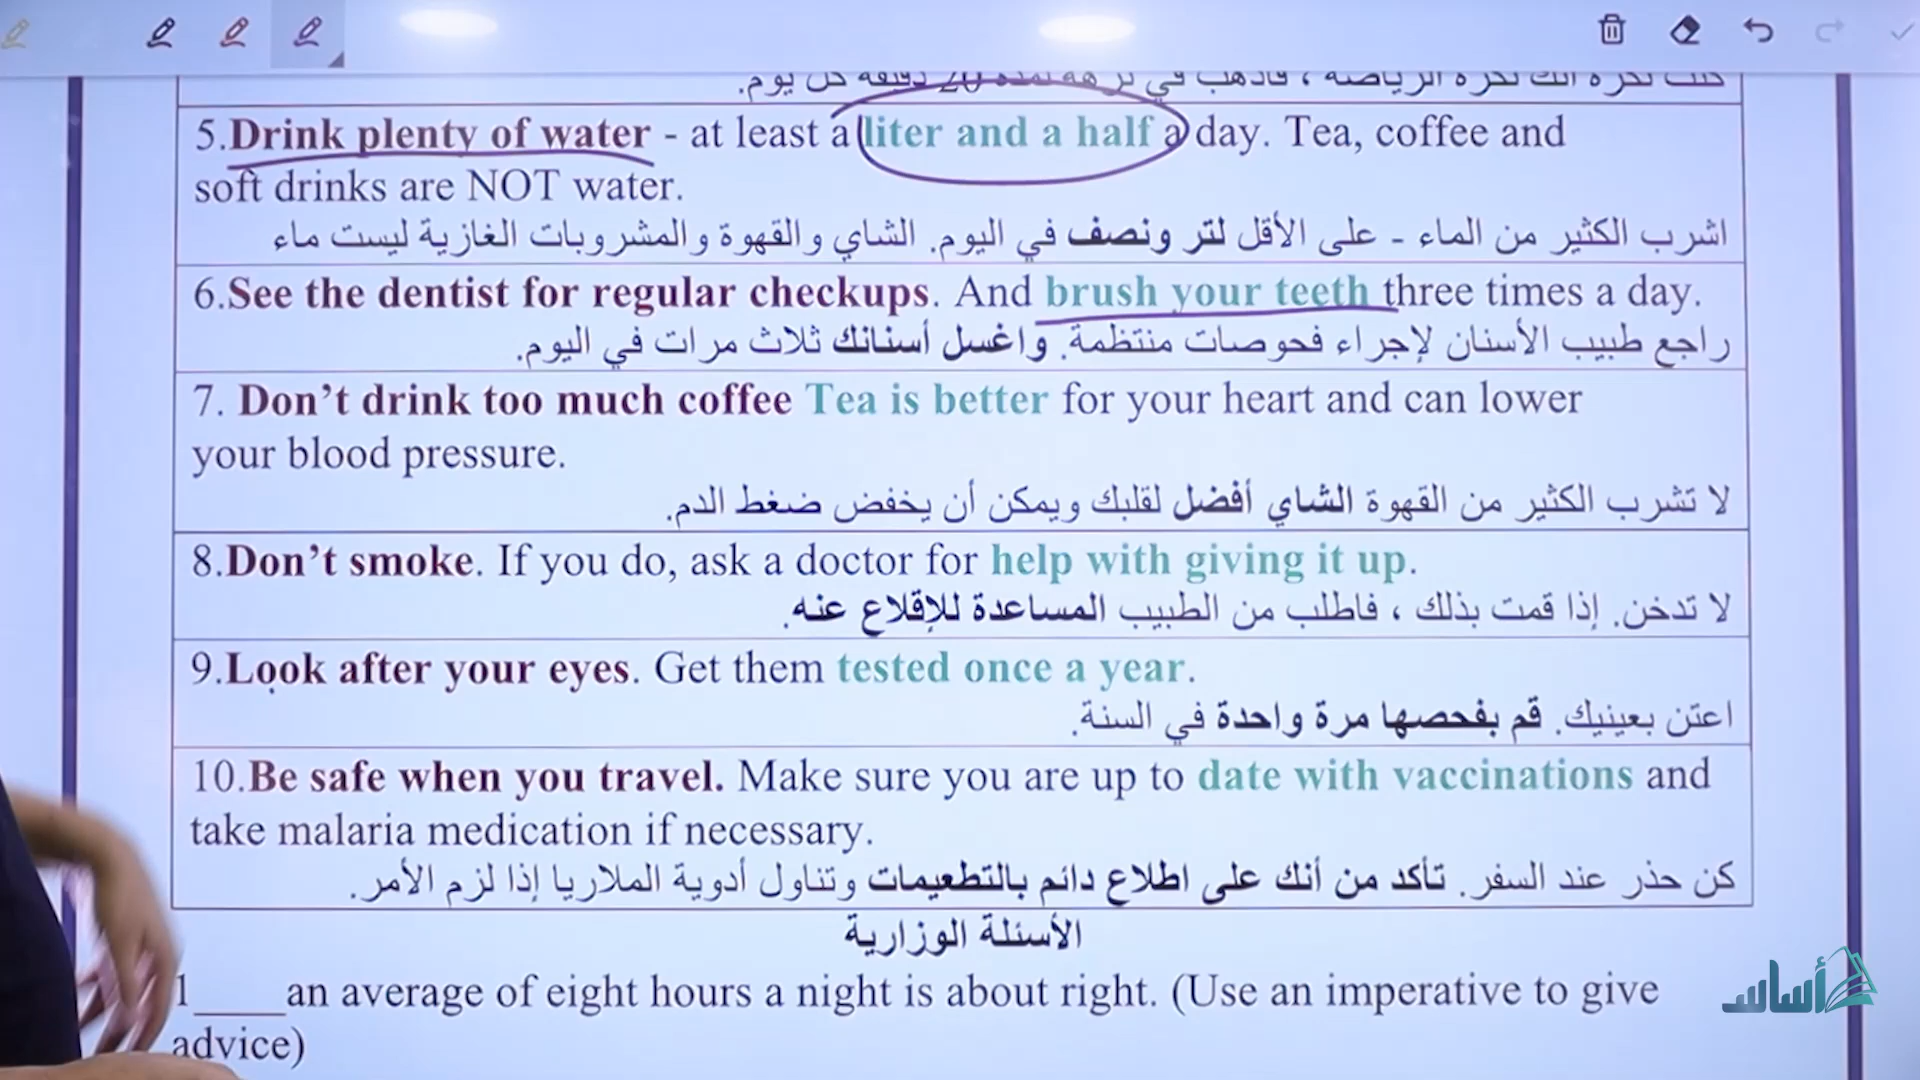 كل يوم.
5.Drink plenty of water - at least a liter and a half a day. Tea, coffee and
soft drinks are NOT water.
اشرب الكثير من الماء - على الأقل لتر ونصف في اليوم. الشاي والقهوة والمشروبات الغازية ليست ماء
6.See the dentist for regular checkups. And brush your teeth three times a day.
راجع طبيب الأسنان لإجراء فحوصات منتظمة. واغسل أسنانك ثلاث مرات في اليوم.
7. Don’t drink too much coffee Tea is better for your heart and can lower
your blood pressure.
لا تشرب الكثير من القهوة الشاي أفضل لقلبك ويمكن أن يخفض ضغط الدم.
8.Don’t smoke. If you do, ask a doctor for help with giving it up.
لا تدخن. إذا قمت بذلك ، فاطلب من الطبيب المساعدة للإقلاع عنه.
9.Look after your eyes. Get them tested once a year.
اعتن بعينيك. قم بفحصها مرة واحدة في السنة.
10.Be safe when you travel. Make sure you are up to date with vaccinations and
take malaria medication if necessary.
كن حذر عند السفر. تأكد من أنك على اطلاع دائم بالتطعيمات وتناول أدوية الملاريا إذا لزم الأمر.
الأسئلة الوزارية
1____an average of eight hours a night is about right. (Use an imperative to give
advice)
أساس